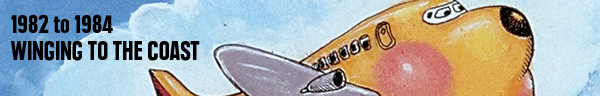 1982 to 1984
WINGING TO THE COAST